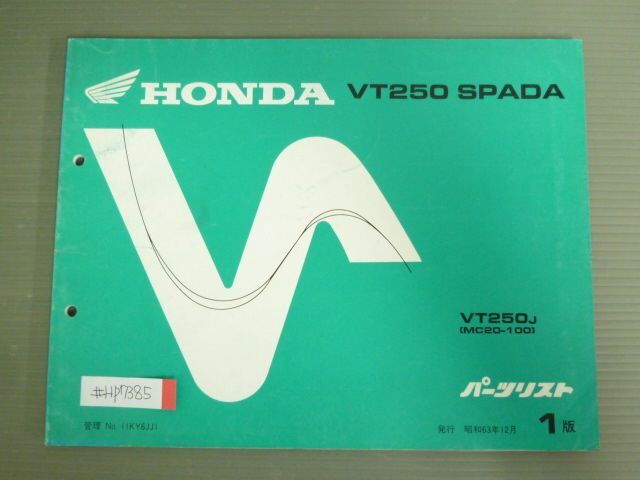 HONDA VT250 SPADA
VT250J
(MC20-100)
パーツリスト
#HP7385
管理 No. 11KY6JJ1
発行 昭和63年12月 1版